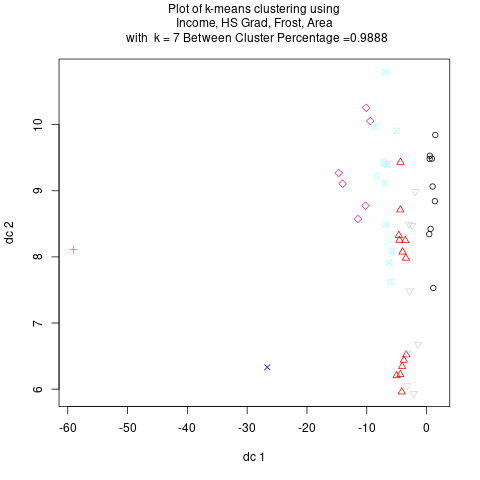 Plot of k-means clustering using
Income, HS Grad, Frost, Area
with k = 7 Between Cluster Percentage =0.9888
dc 2
10
9
8
7
6
-60 -50 -40 -30 -20 -10 0
dc 1